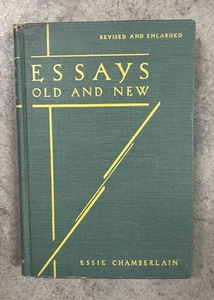 REVISED AND ENLARGED
ESSAYS
OLD AND NEW
ESSIE CHAMBERLAIN